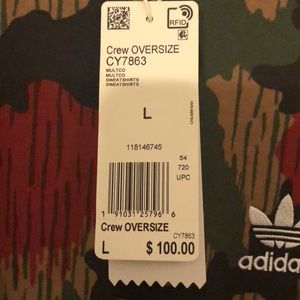 RFID
Crew OVERSIZE
CY7863
MULTCO
MULTCO
SWEATSHIRTS
SWEATSHIRTS
L
118146745
54
720
UPC
1 91031 25796 6
Crew OVERSIZE
CY7863
L $ 100.00
adidas